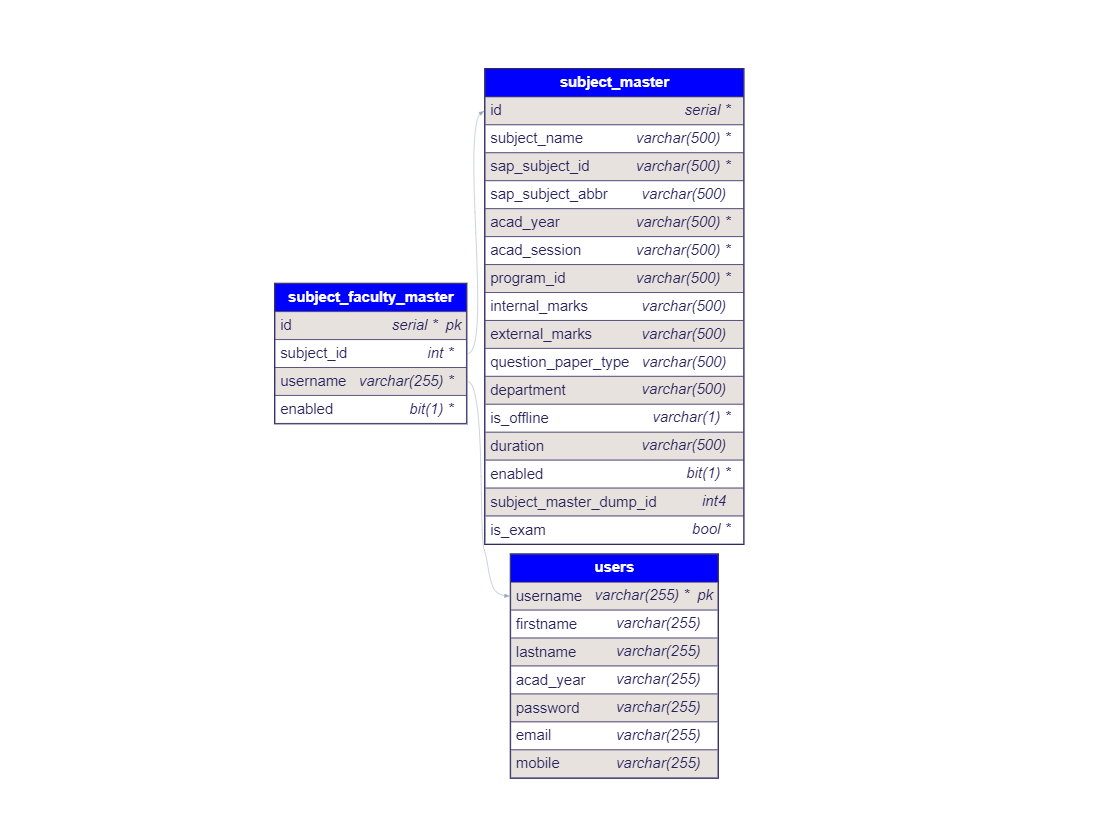 subject_master
id serial *
subject_name varchar(500) *
sap_subject_id varchar(500) *
sap_subject_abbr varchar(500)
acad_year varchar(500) *
acad_session varchar(500) *
program_id varchar(500) *
internal_marks varchar(500)
external_marks varchar(500)
question_paper_type varchar(500)
department varchar(500)
is_offline varchar(1) *
duration varchar(500)
enabled bit(1) *
subject_master_dump_id int4
is_exam bool *
subject_faculty_master
id serial * pk
subject_id int *
username varchar(255) *
enabled bit(1) *
users
username varchar(255) * pk
firstname varchar(255)
lastname varchar(255)
acad_year varchar(255)
password varchar(255)
email varchar(255)
mobile varchar(255)